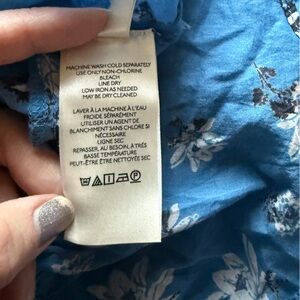 MACHINE WASH COLD SEPARATELY
USE ONLY NON-CHLORINE
BLEACH
LINE DRY
LOW IRON AS NEEDED
MAY BE DRY CLEANED
LAVER À LA MACHINE À L'EAU
FROIDE SÉPARÉMENT
UTILISER UN AGENT DE
BLANCHIMENT SANS CHLORE SI
NÉCESSAIRE
LIGNE SEC
REPASSER, AU BESOIN, À TRÈS
BASSE TEMPÉRATURE
PEUT-ÊTRE ÊTRE NETTOYÉE SEC